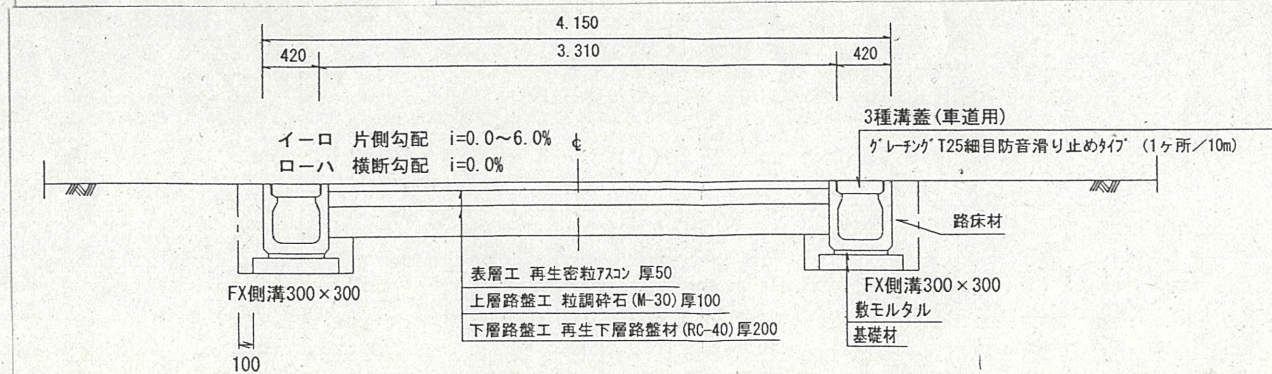 4.150
420
3.310
420
イーロ 片側勾配 i=0.0～6.0%
ローハ 横断勾配 i=0.0%
℄
3種溝蓋(車道用)
グレーチングT25細目防音滑り止めタイプ (1ヶ所/10m)
路床材
表層工 再生密粒アスコン 厚50
上層路盤工 粒調砕石(M-30)厚100
下層路盤工 再生下層路盤材(RC-40)厚200
FX側溝300×300
100
FX側溝300×300
敷モルタル
基礎材